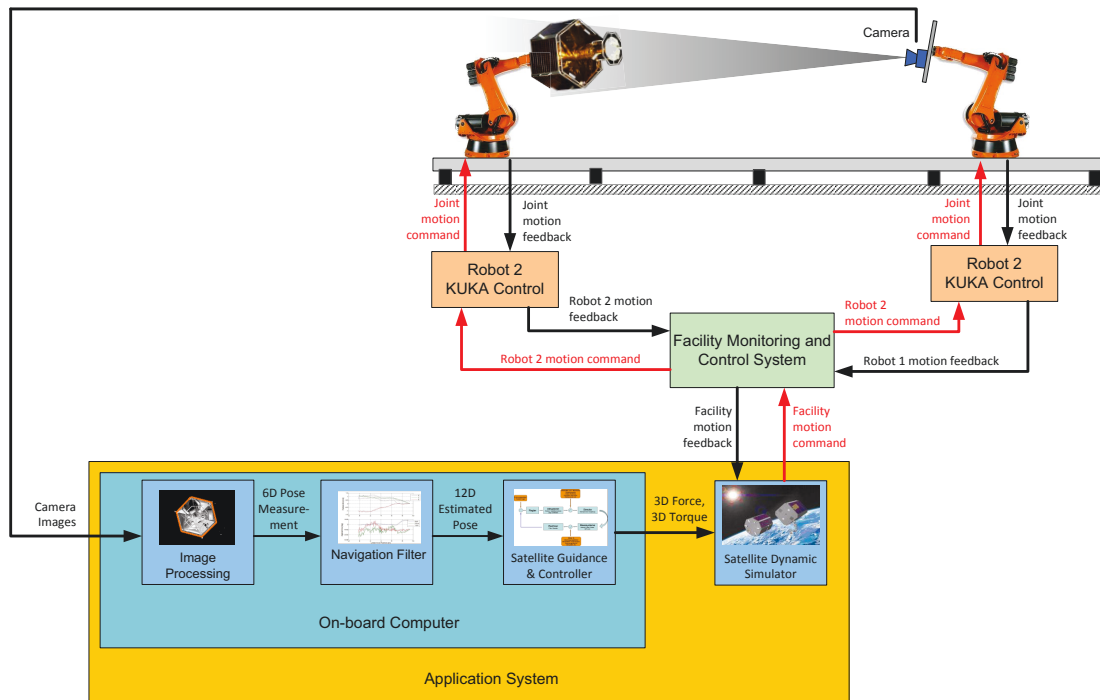 Camera
Joint
motion
command
Joint
motion
feedback
Joint
motion
command
Joint
motion
feedback
Robot 2
KUKA Control
Robot 2
KUKA Control
Robot 2 motion
feedback
Robot 2
motion command
Facility Monitoring and
Control System
Robot 2 motion command
Robot 1 motion feedback
Facility
motion
feedback
Facility
motion
command
Camera
Images
6D Pose
Measure-
ment
12D
Estimated
Pose
3D Force,
3D Torque
Image
Processing
Navigation Filter
Satellite Guidance
& Controller
Satellite Dynamic
Simulator
On-board Computer
Application System